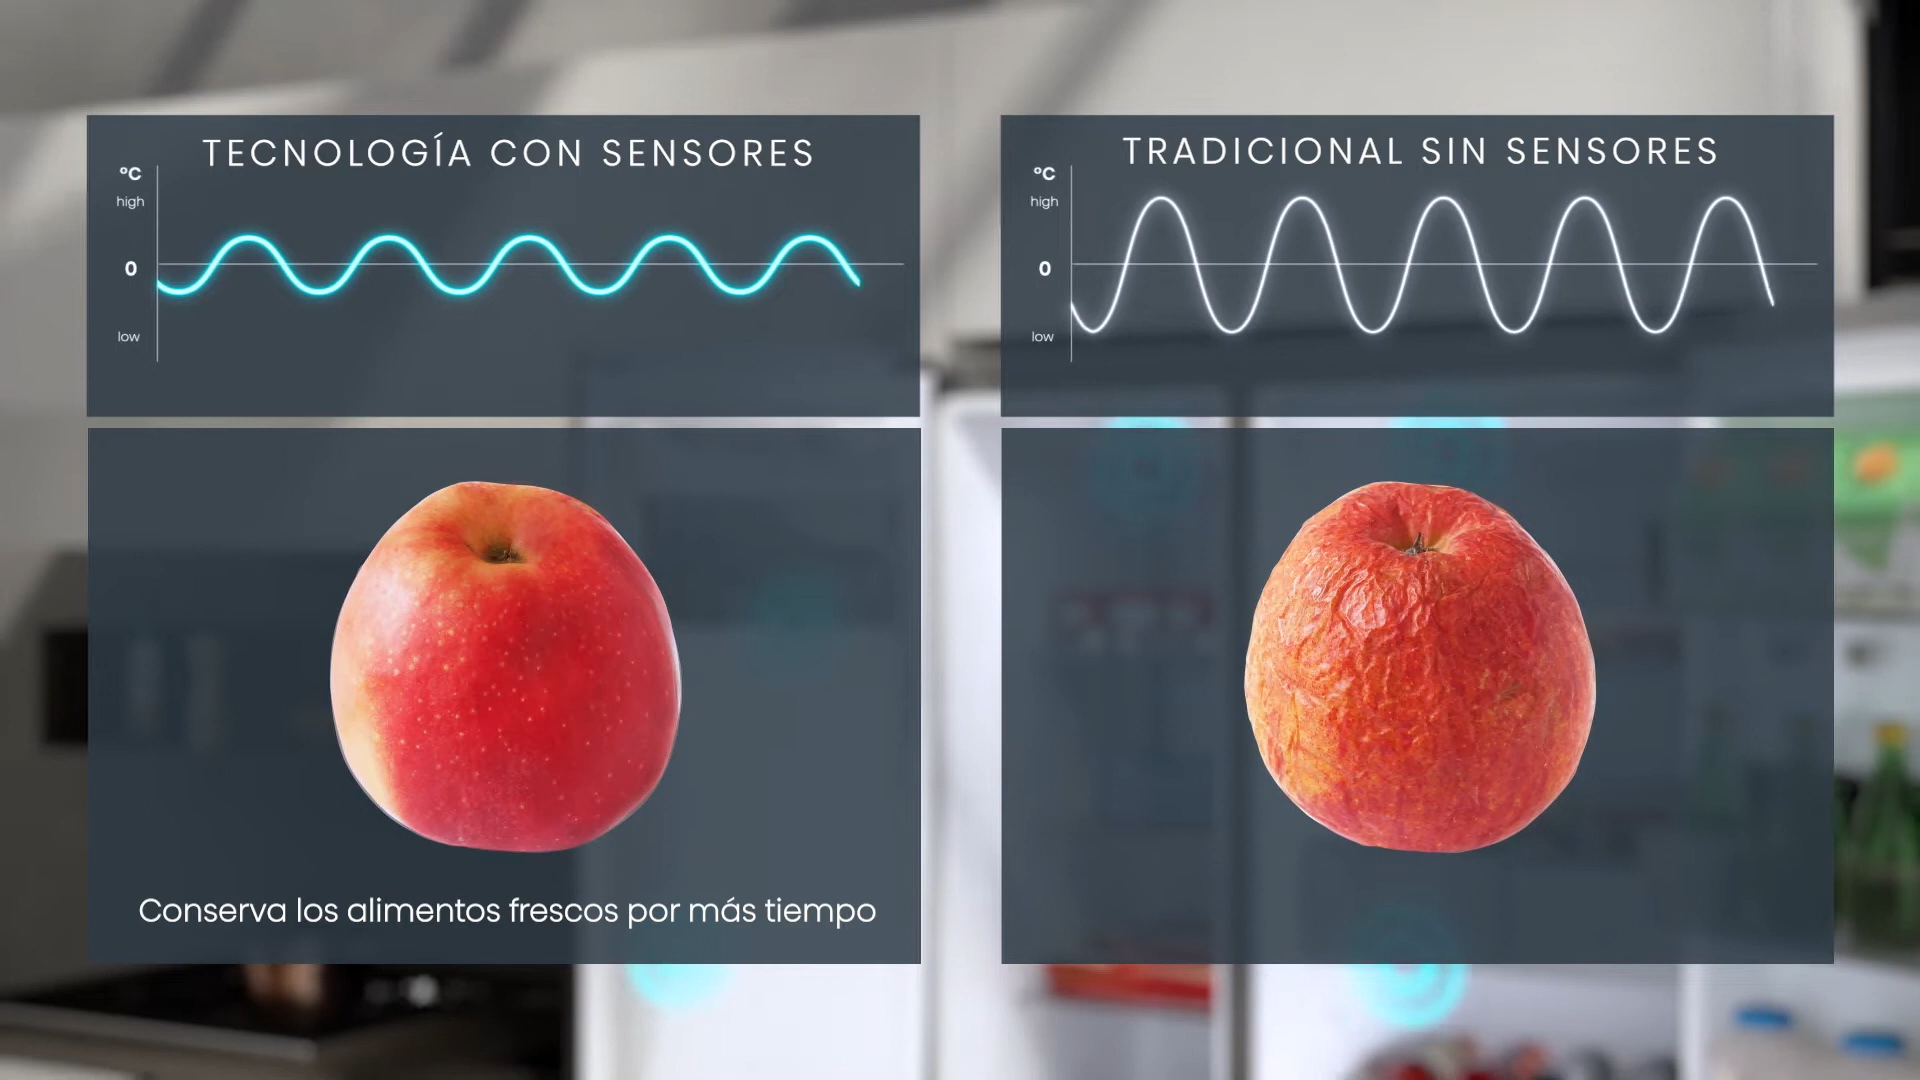 TECNOLOGÍA CON SENSORES
°C
high
0
low
TRADICIONAL SIN SENSORES
°C
high
0
low
Conserva los alimentos frescos por más tiempo